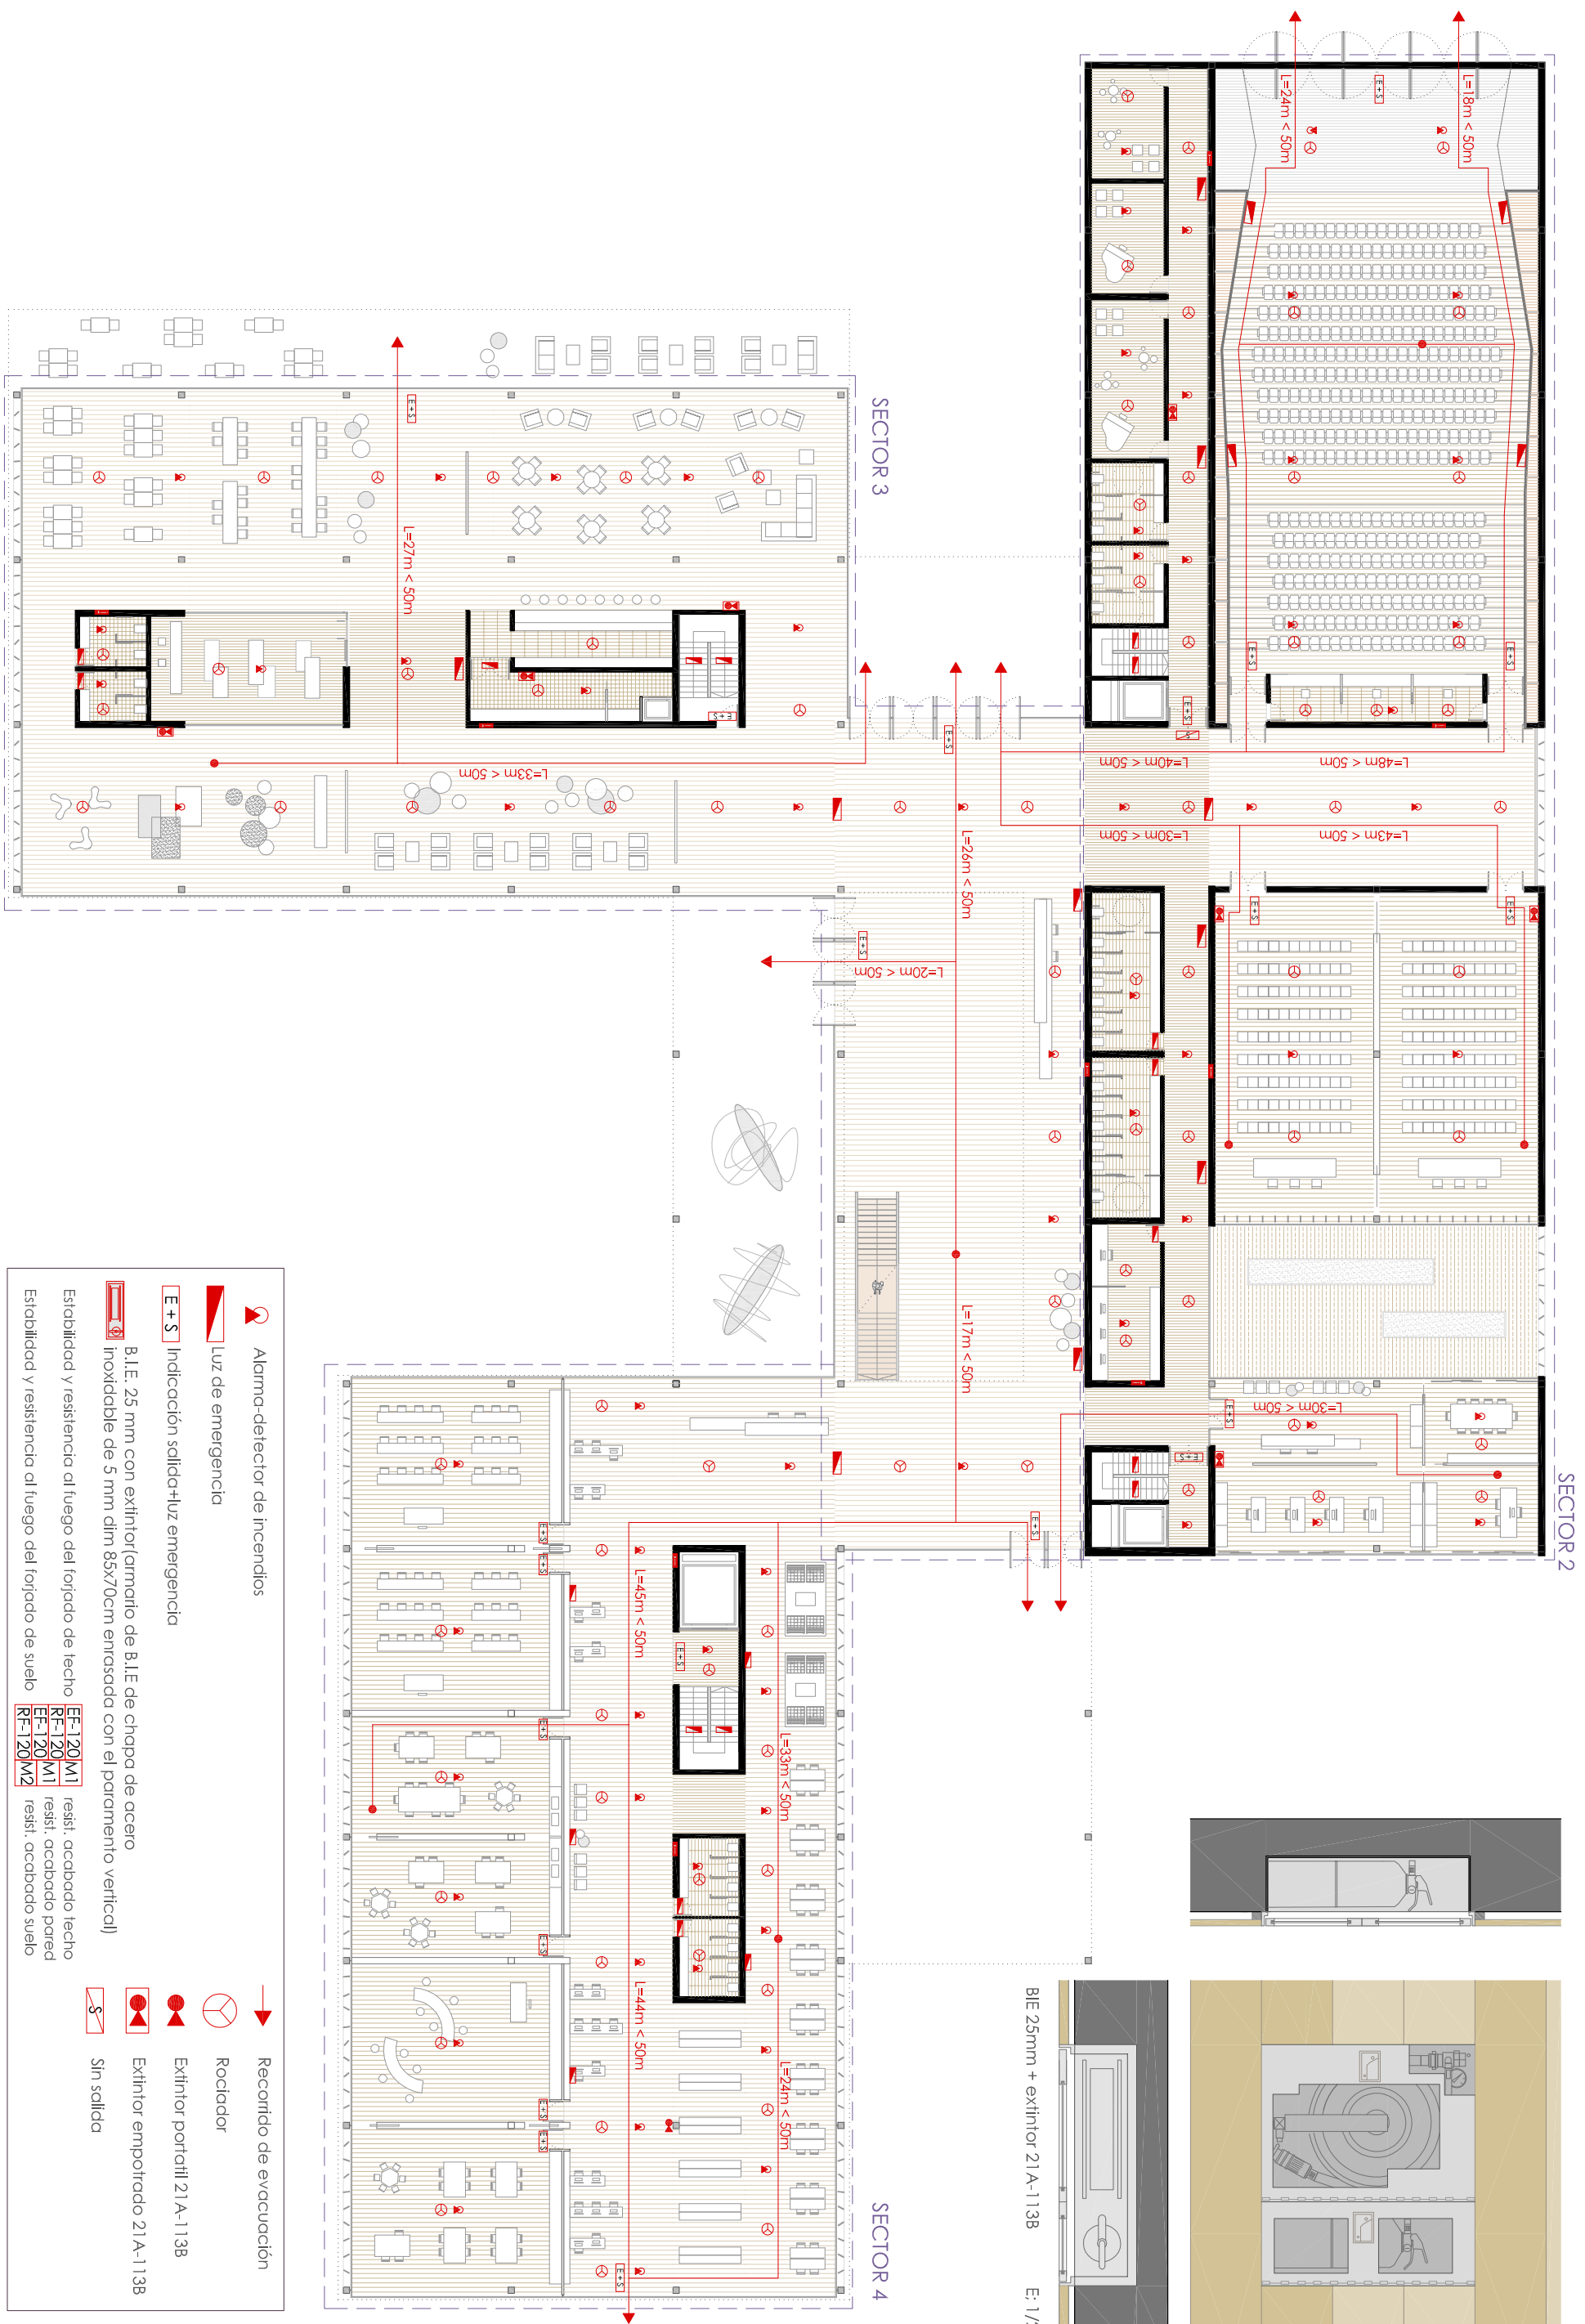 SECTOR 2
L=18m < 50m
L=24m < 50m
E + S
E + S
E + S
E + S
S
L=48m < 50m
L=40m < 50m
L=43m < 50m
L=30m < 50m
E + S
E + S
E + S
L=26m < 50m
L=20m < 50m
E + S
L=17m < 50m
L=30m < 50m
E + S
E + S
E + S
SECTOR 3
E + S
L=27m < 50m
E + S
L=33m < 50m
SECTOR 4
E + S
E + S
L=45m < 50m
E + S
L=33m < 50m
E + S
E + S
L=44m < 50m
L=24m < 50m
E + S
E + S
E + S
BIE 25mm + extintor 21A-113B
Alarma-detector de incendios
Luz de emergencia
E + S
Indicación salida+luz emergencia
B.I.E. 25 mm con extintor(armario de B.I.E de chapa de acero
inoxidable de 5 mm dim 85x70cm enrasada con el paramento vertical)
Estabilidad y resistencia al fuego del forjado de techo
Estabilidad y resistencia al fuego del forjado de suelo
EF-120 M1 resist. acabado techo
RF-120
EF-120 M1 resist. acabado pared
RF-120 M2 resist. acabado suelo
Recorrido de evacuación
Rociador
Extintor portatil 21A-113B
Extintor empotrado 21A-113B
S
Sin salida